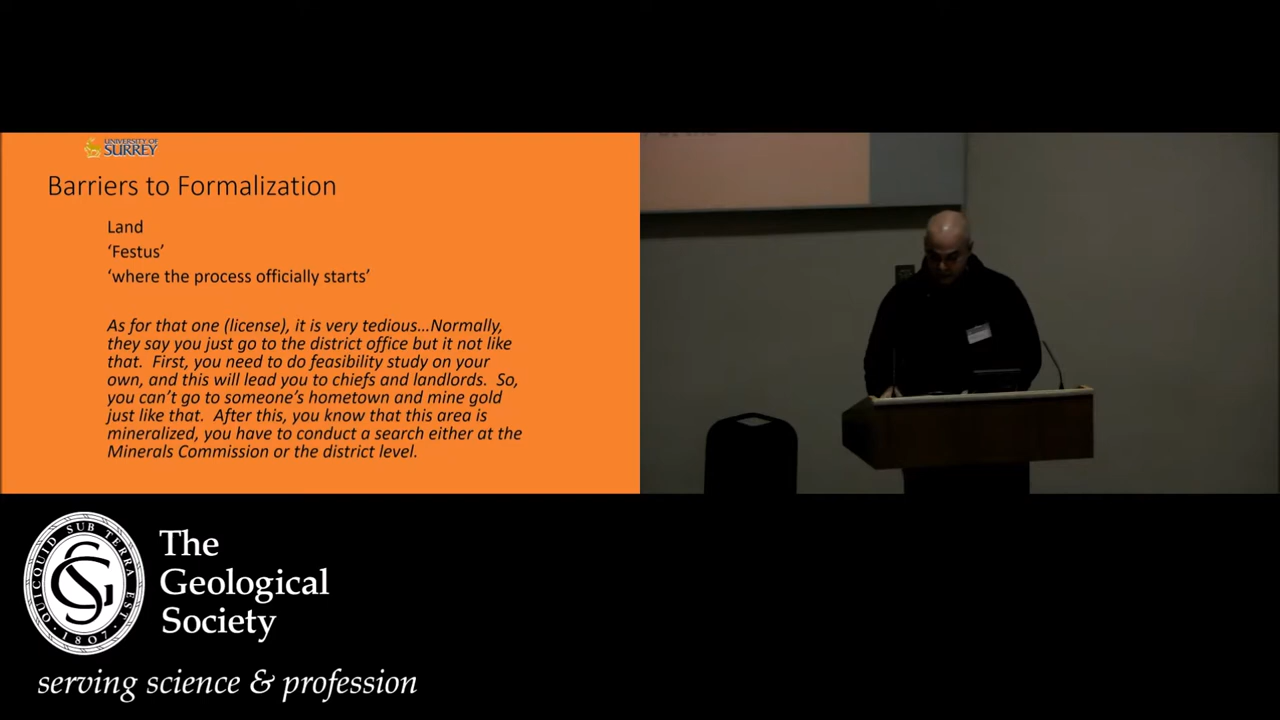 UNIVERSITY OF
SURREY
Barriers to Formalization
Land
‘Festus’
‘where the process officially starts’
As for that one (license), it is very tedious…Normally,
they say you just go to the district office but it not like
that. First, you need to do feasibility study on your
own, and this will lead you to chiefs and landlords. So,
you can’t go to someone’s hometown and mine gold
just like that. After this, you know that this area is
mineralized, you have to conduct a search either at the
Minerals Commission or the district level.
QUICQUID SUB TERRA EST
GS
·1807·
The
Geological
Society
serving science & profession